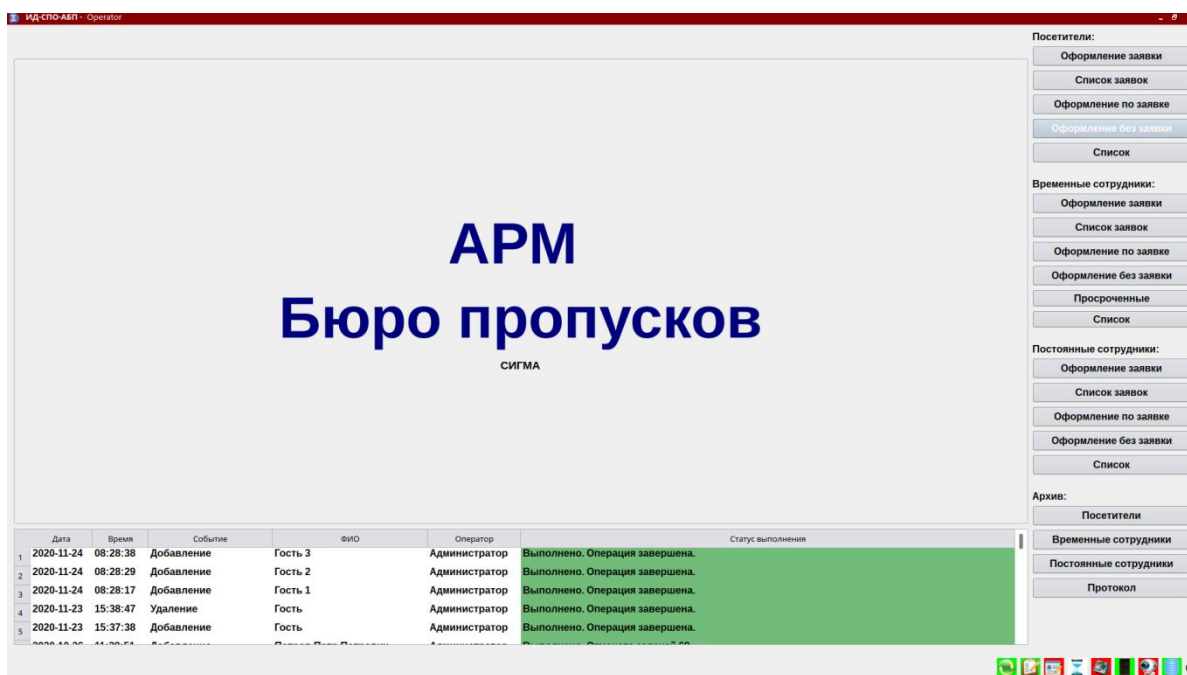 ИД-СПО-АБП - Operator
АРМ
Бюро пропусков
СИГМА
Посетители:
Оформление заявки
Список заявок
Оформление по заявке
Оформление без заявки
Список
Временные сотрудники:
Оформление заявки
Список заявок
Оформление по заявке
Оформление без заявки
Просроченные
Список
Постоянные сотрудники:
Оформление заявки
Список заявок
Оформление по заявке
Оформление без заявки
Список
Архив:
Посетители
Временные сотрудники
Постоянные сотрудники
Протокол
Дата Время Событие ФИО Оператор Статус выполнения
1 2020-11-24 08:28:38 Добавление Гость 3 Администратор Выполнено. Операция завершена.
2 2020-11-24 08:28:29 Добавление Гость 2 Администратор Выполнено. Операция завершена.
3 2020-11-24 08:28:17 Добавление Гость 1 Администратор Выполнено. Операция завершена.
4 2020-11-23 15:38:47 Удаление Гость Администратор Выполнено. Операция завершена.
5 2020-11-23 15:37:38 Добавление Гость Администратор Выполнено. Операция завершена.